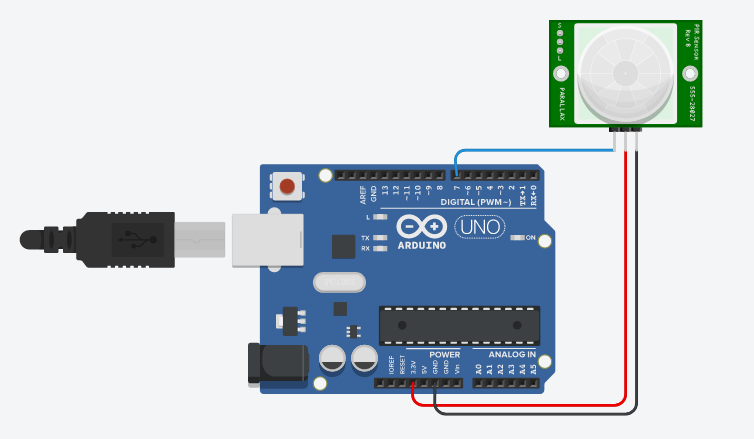 S
L
PIR SENSOR
Rev B
PARALLAX
555-28027
AREF
GND
13
12
~11
~10
~9
8
7
~6
~5
4
~3
2
TX→1
RX←0
DIGITAL (PWM~)
L
TX
RX
ARDUINO
UNO
ON
POWER
ANALOG IN
IOREF
RESET
3.3V
5V
GND
GND
Vin
A0
A1
A2
A3
A4
A5